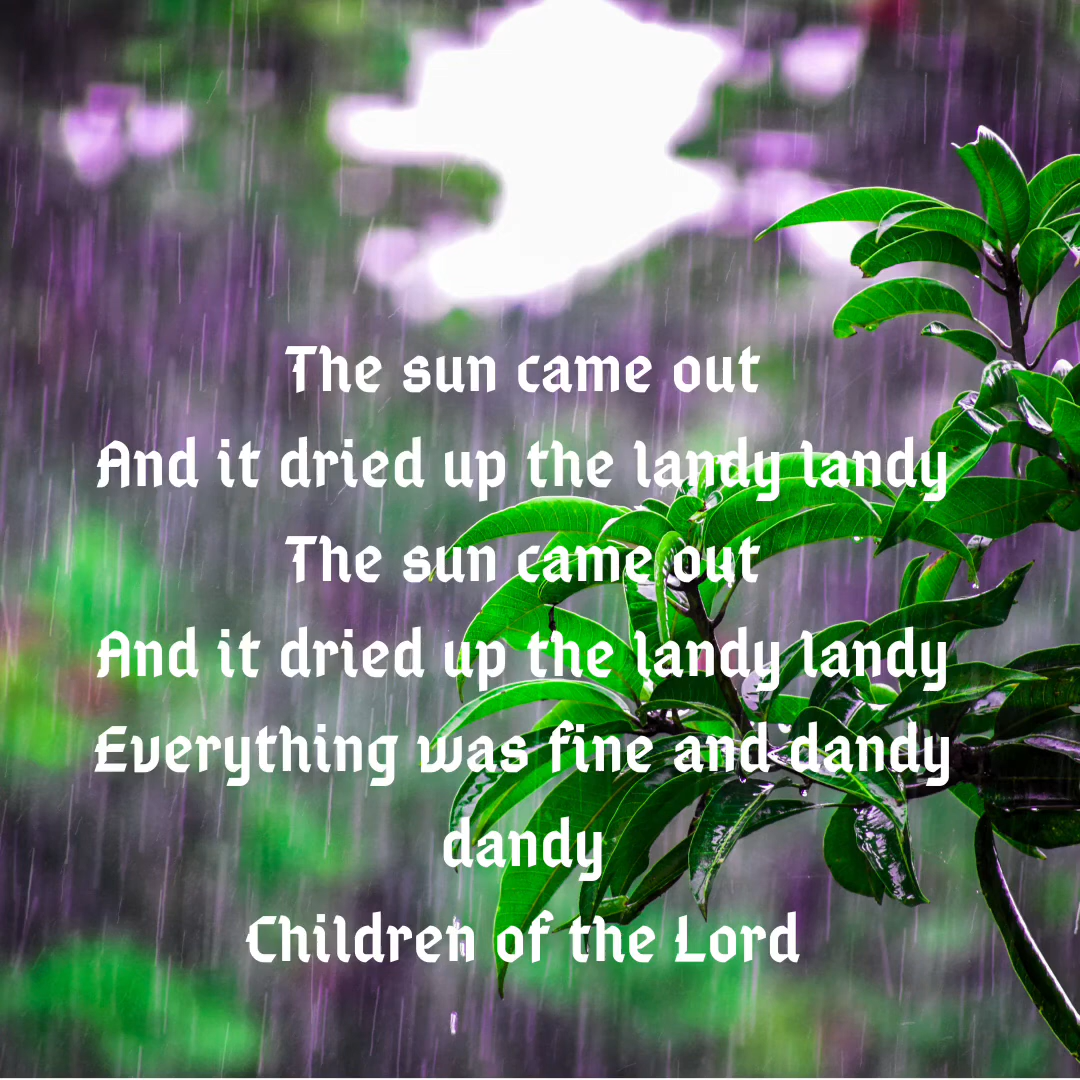 The sun came out
And it dried up the landy landy
The sun came out
And it dried up the landy landy
Everything was fine and dandy
dandy
Children of the Lord